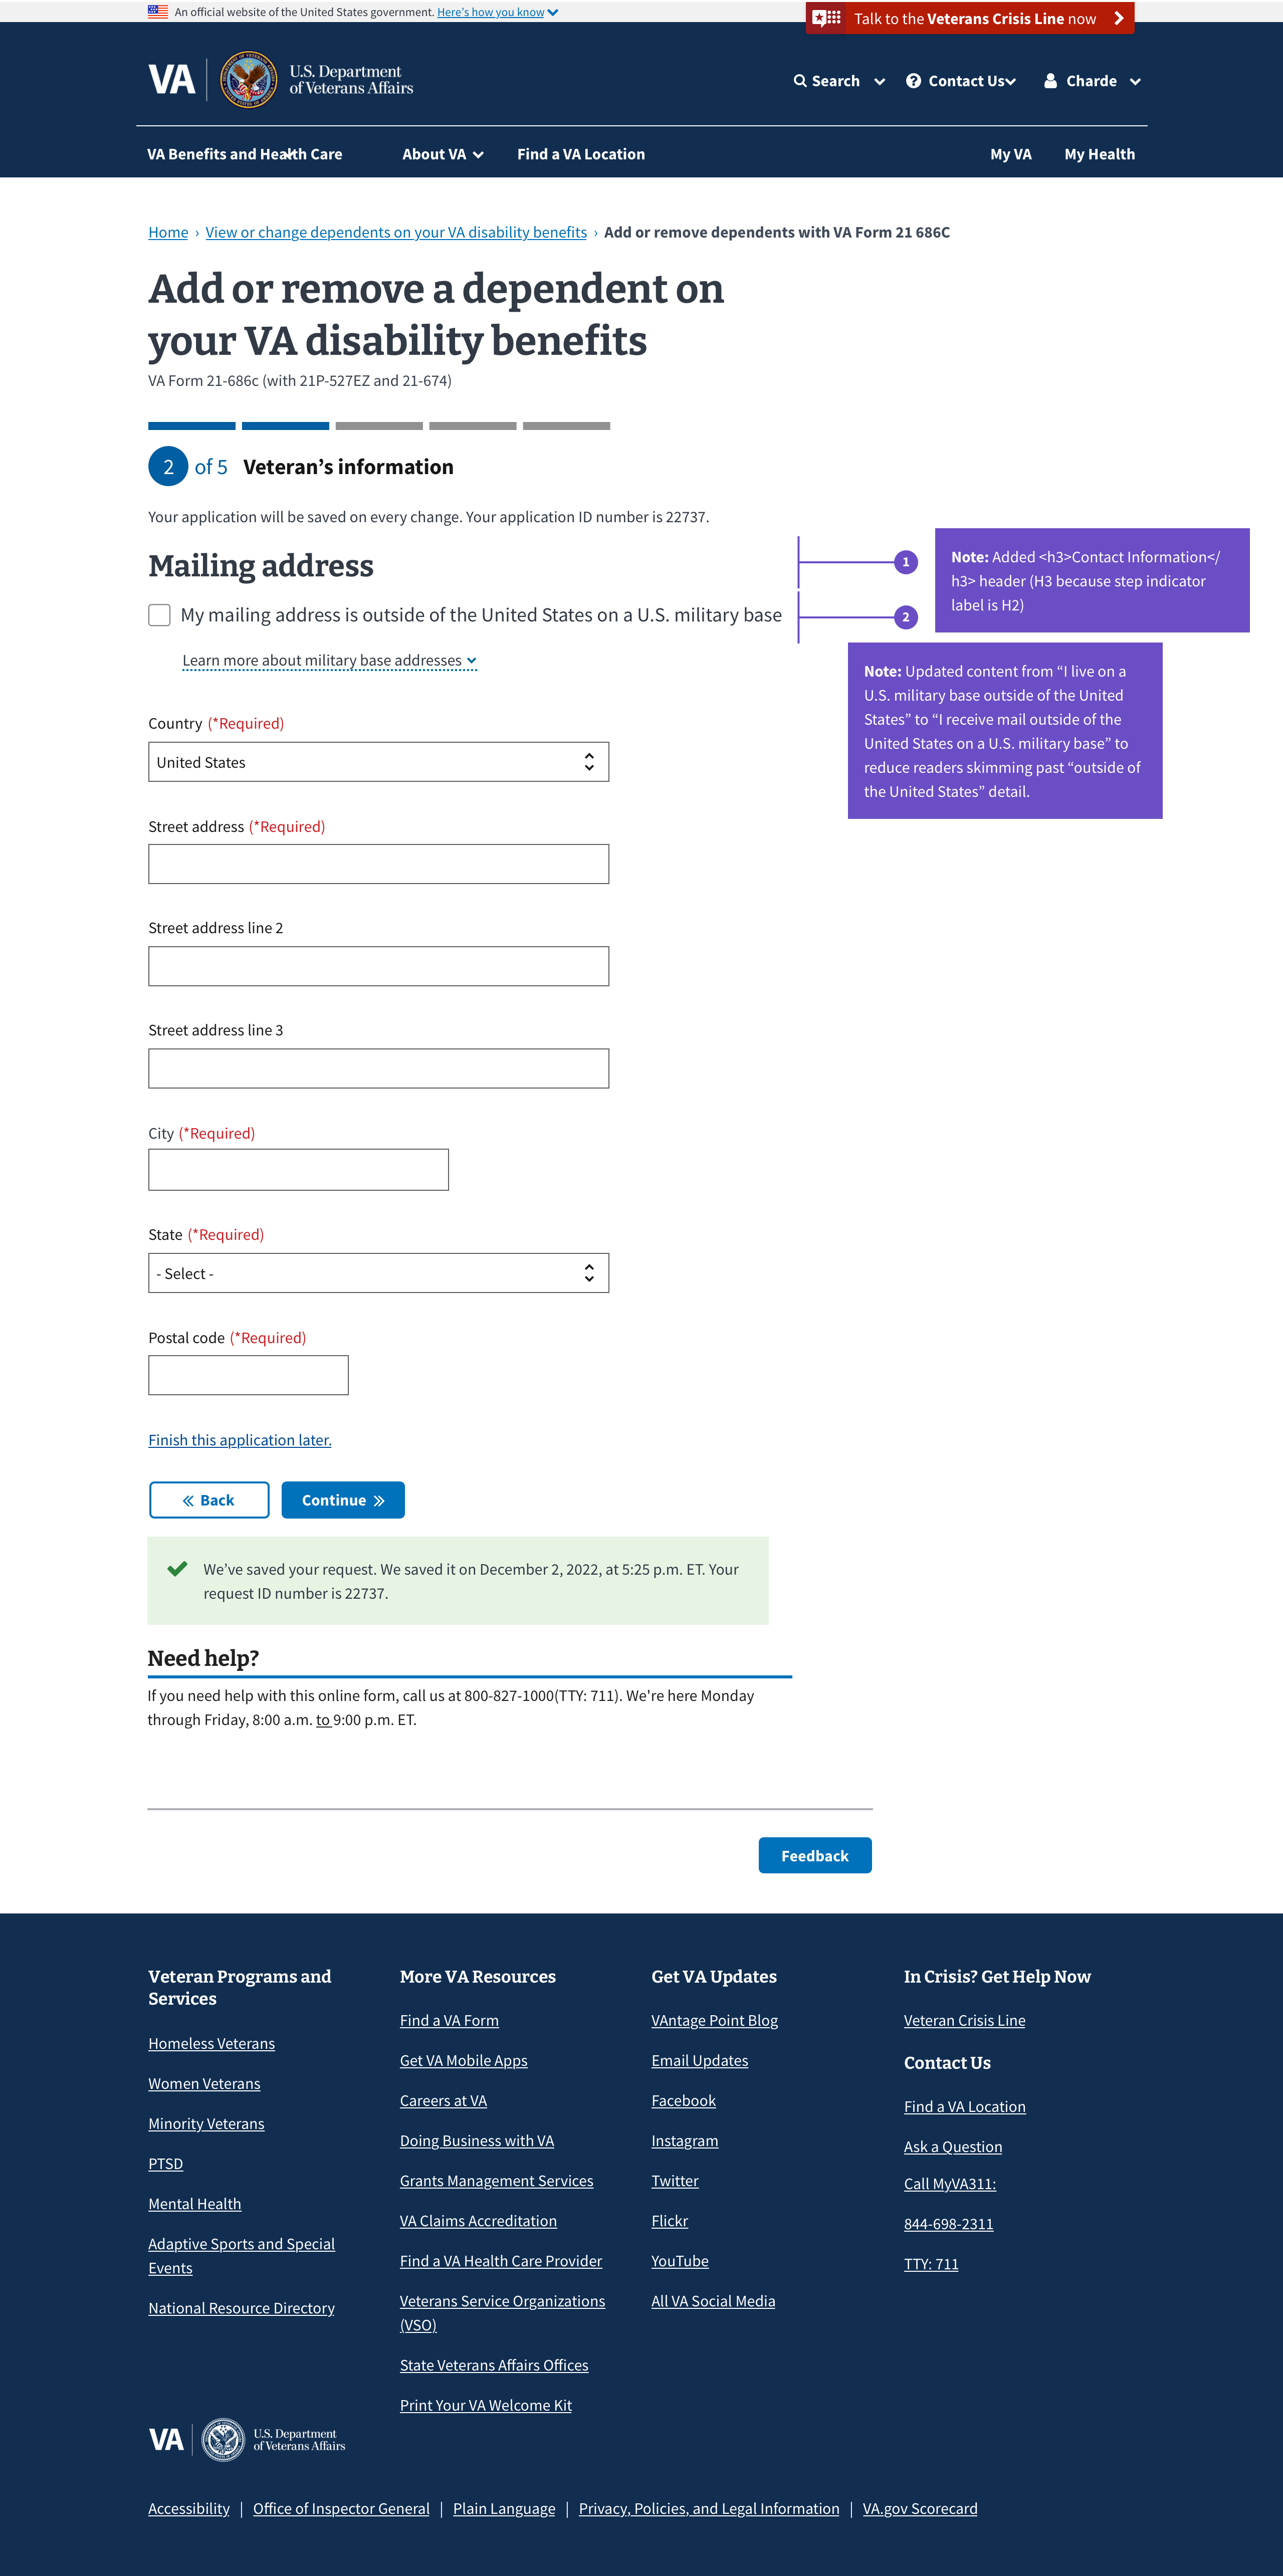 An official website of the United States government. Here's how you know
Talk to the Veterans Crisis Line now
VA U.S. Department
of Veterans Affairs
Search
Contact Us
Charde
VA Benefits and Health Care
About VA
Find a VA Location
My VA
My Health
Home › View or change dependents on your VA disability benefits › Add or remove dependents with VA Form 21 686C
Add or remove a dependent on
your VA disability benefits
VA Form 21-686c (with 21P-527EZ and 21-674)
2 of 5 Veteran's information
Your application will be saved on every change. Your application ID number is 22737.
Mailing address
1
Note: Added <h3>Contact Information</
h3> header (H3 because step indicator
label is H2)
My mailing address is outside of the United States on a U.S. military base
2
Learn more about military base addresses
Note: Updated content from “I live on a
U.S. military base outside of the United
States” to “I receive mail outside of the
United States on a U.S. military base” to
reduce readers skimming past “outside of
the United States” detail.
Country (*Required)
United States
Street address (*Required)
Street address line 2
Street address line 3
City (*Required)
State (*Required)
- Select -
Postal code (*Required)
Finish this application later.
Back
Continue
We've saved your request. We saved it on December 2, 2022, at 5:25 p.m. ET. Your
request ID number is 22737.
Need help?
If you need help with this online form, call us at 800-827-1000(TTY: 711). We're here Monday
through Friday, 8:00 a.m. to 9:00 p.m. ET.
Feedback
Veteran Programs and
Services
Homeless Veterans
Women Veterans
Minority Veterans
PTSD
Mental Health
Adaptive Sports and Special
Events
National Resource Directory
More VA Resources
Find a VA Form
Get VA Mobile Apps
Careers at VA
Doing Business with VA
Grants Management Services
VA Claims Accreditation
Find a VA Health Care Provider
Veterans Service Organizations
(VSO)
State Veterans Affairs Offices
Print Your VA Welcome Kit
Get VA Updates
VAntage Point Blog
Email Updates
Facebook
Instagram
Twitter
Flickr
YouTube
All VA Social Media
In Crisis? Get Help Now
Veteran Crisis Line
Contact Us
Find a VA Location
Ask a Question
Call MyVA311:
844-698-2311
TTY: 711
VA U.S. Department
of Veterans Affairs
Accessibility | Office of Inspector General | Plain Language | Privacy, Policies, and Legal Information | VA.gov Scorecard